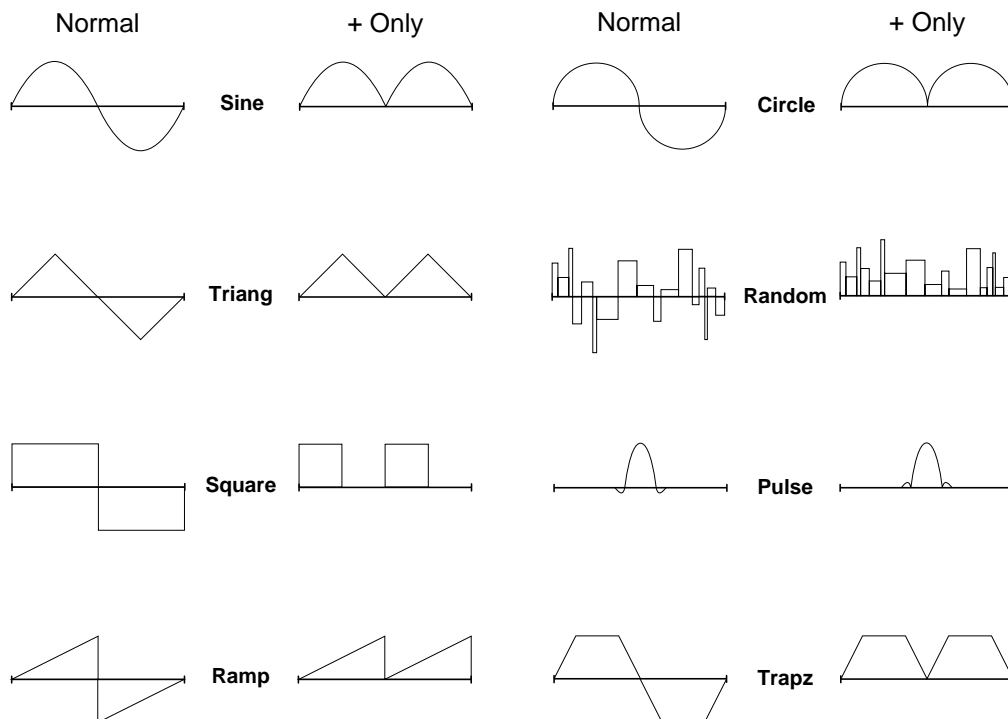 Normal + Only Normal + Only
Sine Circle
Triang Random
Square Pulse
Ramp Trapz